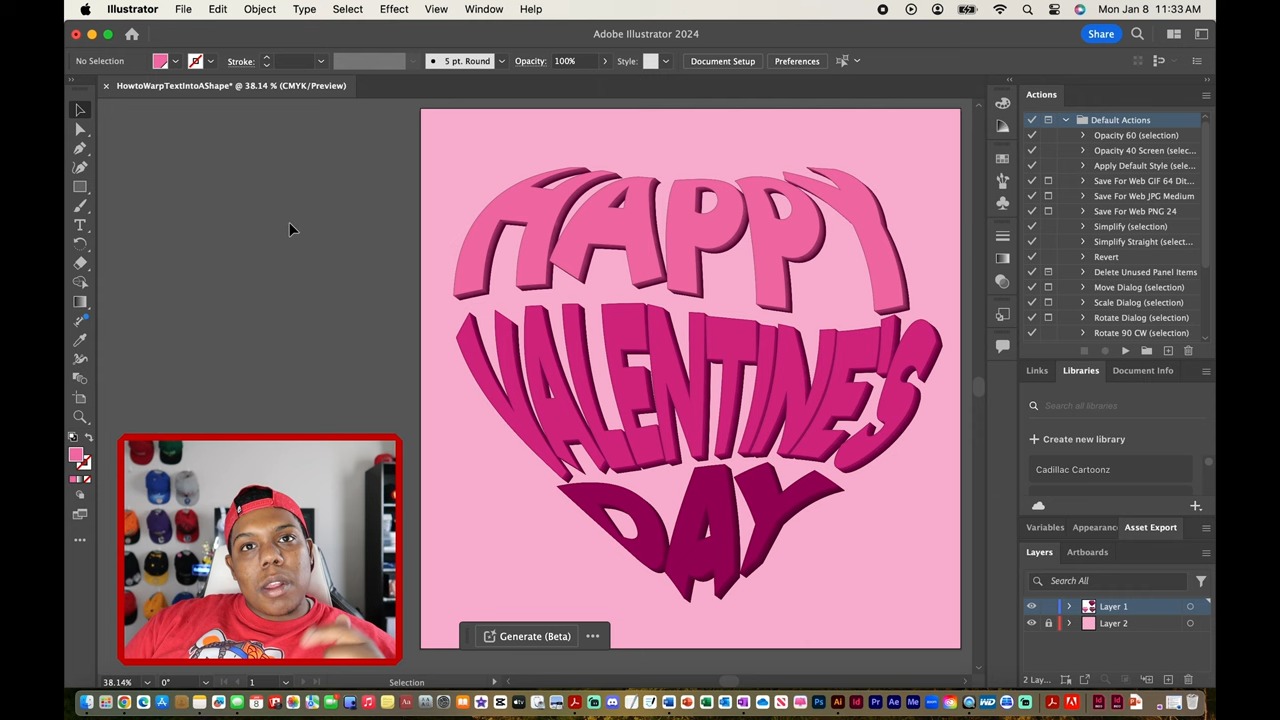 Illustrator File Edit Object Type Select Effect View Window Help Mon Jan 8 11:33 AM
Adobe Illustrator 2024 Share
No Selection Stroke: 5 pt. Round Opacity: 100% Style: Document Setup Preferences
× HowtoWarpTextIntoAShape* @ 38.14 % (CMYK/Preview)
HAPPY
VALENTINE'S
DAY
Generate (Beta)
Actions
Default Actions
Opacity 60 (selection)
Opacity 40 Screen (selec...
Apply Default Style (sele...
Save For Web GIF 64 Dit...
Save For Web JPG Medium
Save For Web PNG 24
Simplify (selection)
Simplify Straight (select...
Revert
Delete Unused Panel Items
Move Dialog (selection)
Scale Dialog (selection)
Rotate Dialog (selection)
Rotate 90 CW (selection)
Links Libraries Document Info
Search all libraries
+ Create new library
Cadillac Cartoonz
Variables Appearanc Asset Export
Layers Artboards
Search All
Layer 1
Layer 2
2 Lay...
38.14% 0° 1 Selection